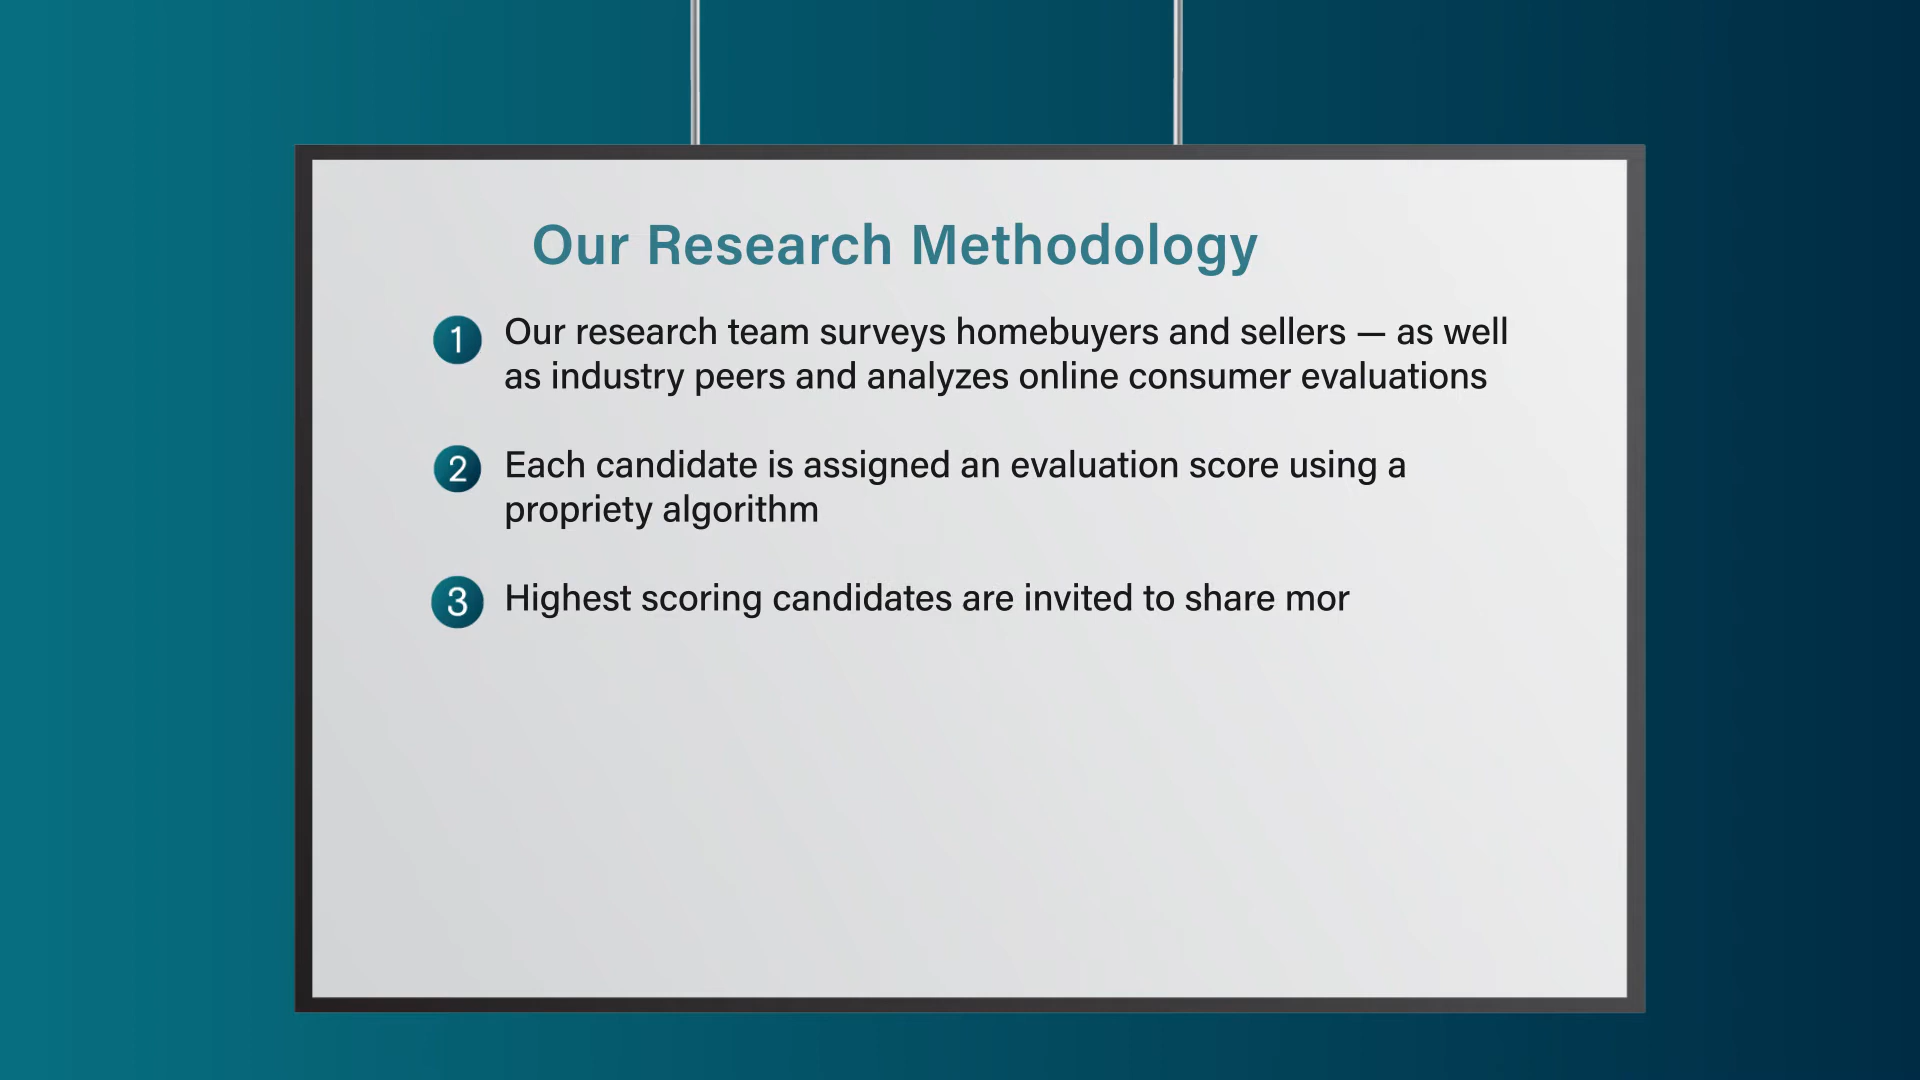 Our Research Methodology
1 Our research team surveys homebuyers and sellers — as well
as industry peers and analyzes online consumer evaluations
2 Each candidate is assigned an evaluation score using a
propriety algorithm
3 Highest scoring candidates are invited to share mor